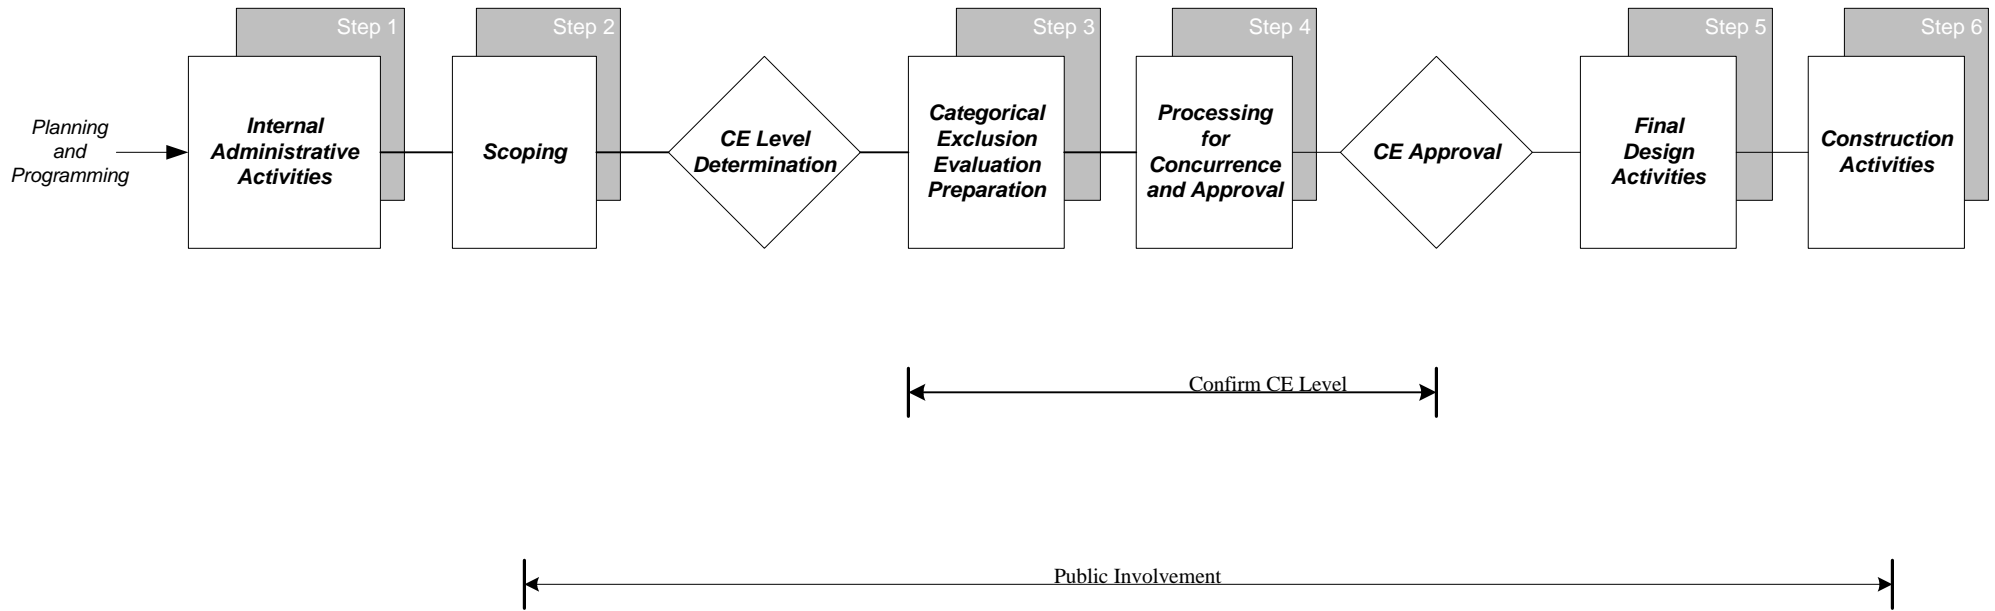 Step 1
Step 2
Step 3
Step 4
Step 5
Step 6
Planning
and
Programming
Internal
Administrative
Activities
Scoping
CE Level
Determination
Categorical
Exclusion
Evaluation
Preparation
Processing
for
Concurrence
and Approval
CE Approval
Final
Design
Activities
Construction
Activities
Confirm CE Level
Public Involvement